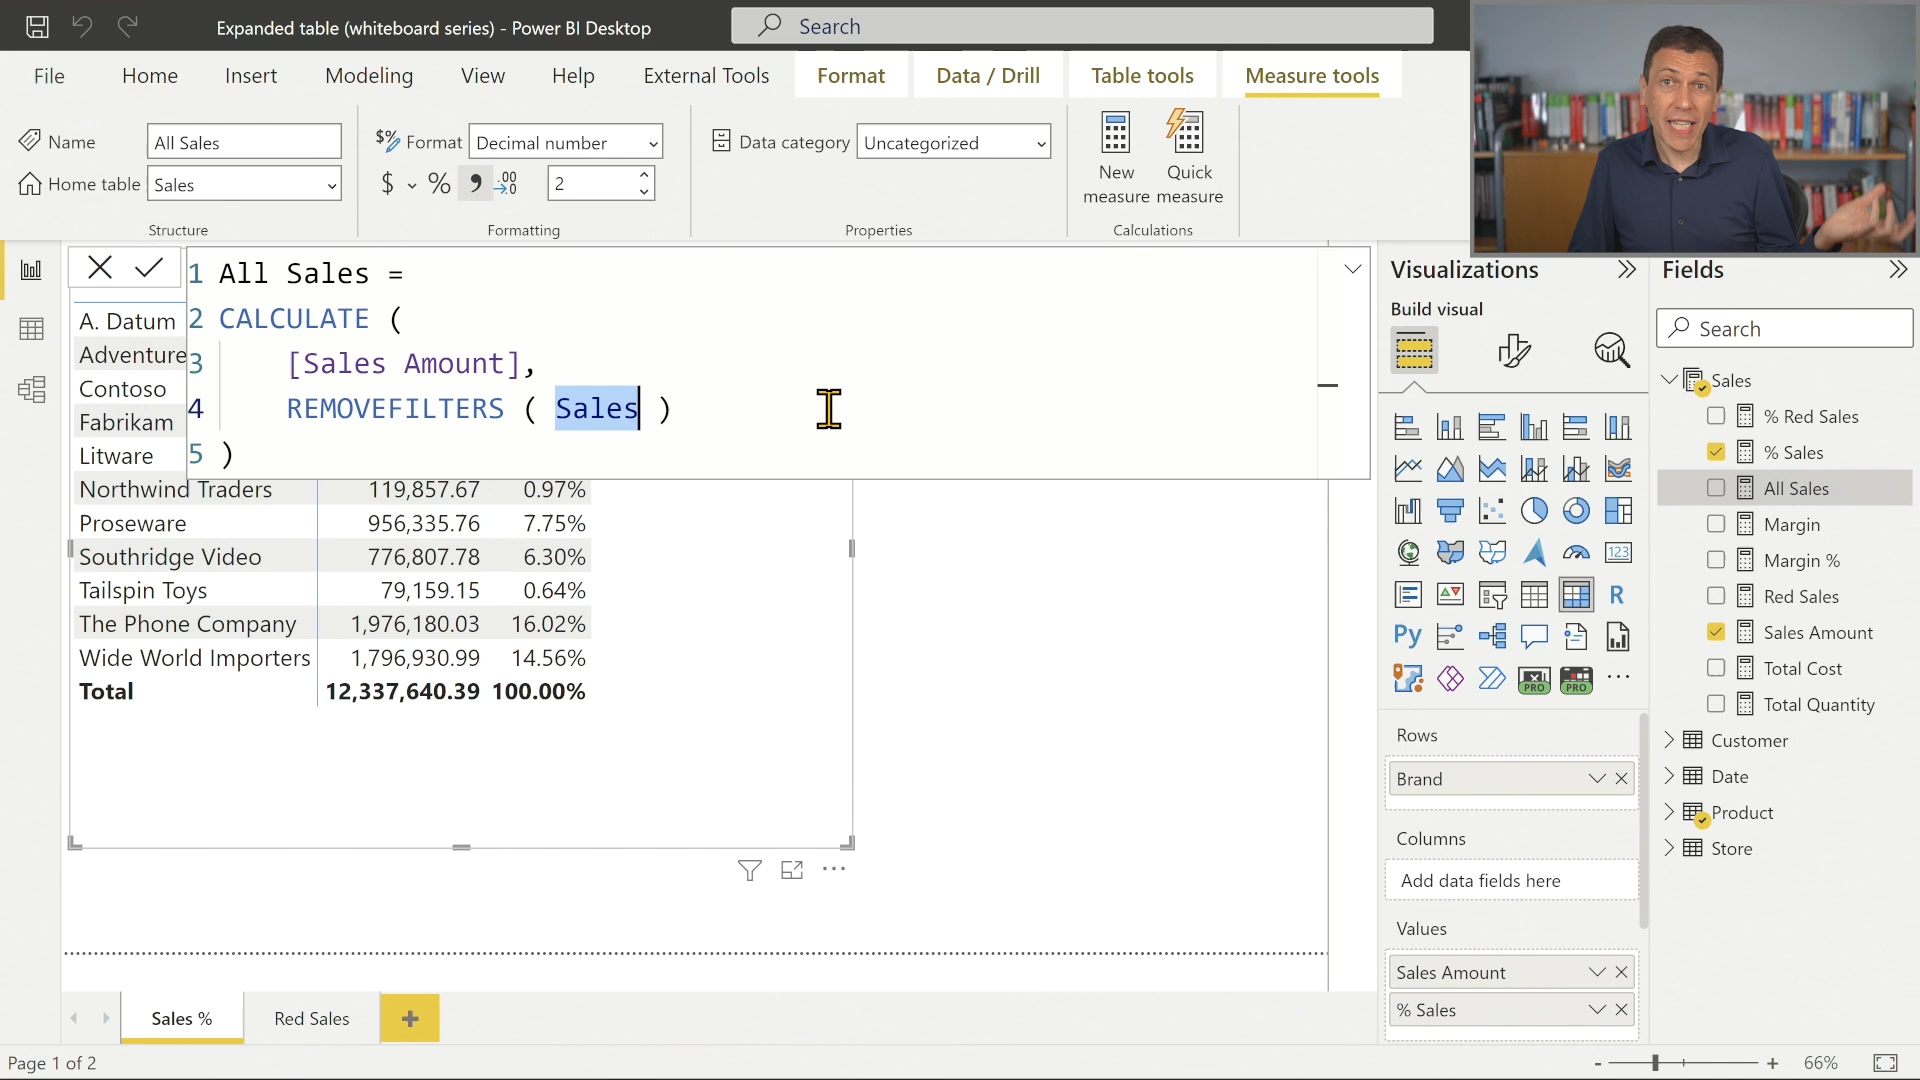 Expanded table (whiteboard series) - Power BI Desktop
Search
File Home Insert Modeling View Help External Tools Format Data / Drill Table tools Measure tools
Name All Sales
Home table Sales
Structure
$% Format Decimal number
$ % , .00 →.0 2
Formatting
Data category Uncategorized
Properties
New measure
Quick measure
Calculations
1 All Sales =
2 CALCULATE (
3 [Sales Amount],
4 REMOVEFILTERS ( Sales )
5 )
A. Datum
Adventure
Contoso
Fabrikam
Litware
Northwind Traders 119,857.67 0.97%
Proseware 956,335.76 7.75%
Southridge Video 776,807.78 6.30%
Tailspin Toys 79,159.15 0.64%
The Phone Company 1,976,180.03 16.02%
Wide World Importers 1,796,930.99 14.56%
Total 12,337,640.39 100.00%
Visualizations
Build visual
123
R
Py
PRO
PRO
Rows
Brand
Columns
Add data fields here
Values
Sales Amount
% Sales
Fields
Search
Sales
% Red Sales
% Sales
All Sales
Margin
Margin %
Red Sales
Sales Amount
Total Cost
Total Quantity
Customer
Date
Product
Store
Sales % Red Sales +
Page 1 of 2
- + 66%